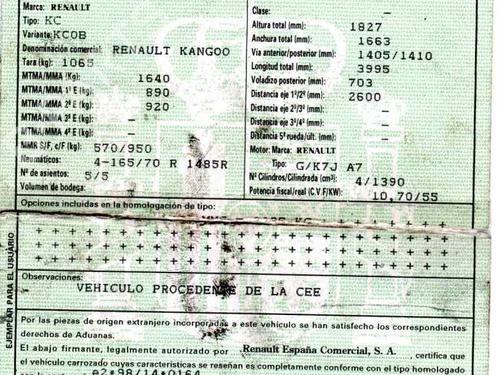 Marca: RENAULT
Tipo: KC
Variante: KC0B
Denominación comercial: RENAULT KANGOO
Tara (kg): 1065
MTMA/MMA (Kg): 1640
MTMA/MMA 1º E (kg): 890
MTMA/MMA 2º E (kg): 920
MTMA/MMA 3º E (kg): –
MTMA/MMA 4º E (kg): –
MMR S/F, c/F (kg): 570/950
Neumáticos: 4-165/70 R 1485R
Nº de asientos: 5/5
Volumen de bodega:
Clase: –
Altura total (mm): 1827
Anchura total (mm): 1663
Vía anterior/posterior (mm): 1405/1410
Longitud total (mm): 3995
Voladizo posterior (mm): 703
Distancia eje 1º/2º (mm): 2600
Distancia eje 2º/3º (mm): –
Distancia eje 3º/4º (mm): –
Distancia 5ª rueda/últ. (mm): –
Motor: Marca: RENAULT
Tipo: G/K7J A7
Nº Cilindros/Cilindrada (cm³): 4/1390
Potencia fiscal/real (C.V.F/KW): 10,70/55
Opciones incluidas en la homologación de tipo:
+ + + + + + + + + + + + + + + + + + + + + +
+ + + + + + + + + + + + + + + + + + + + + +
+ + + + + + + + + + + + + + + + + + + + + +
EJEMPLAR PARA EL USUARIO
Observaciones:
VEHICULO PROCEDENTE DE LA CEE
Por las piezas de origen extranjero incorporadas a este vehículo se han satisfecho los correspondientes
derechos de Aduanas.
El abajo firmante, legalmente autorizado por Renault España Comercial, S. A. , certifica que
el vehículo carrozado cuyas características se reseñan es completamente conforme con el tipo homologado
e2*98/14*0164